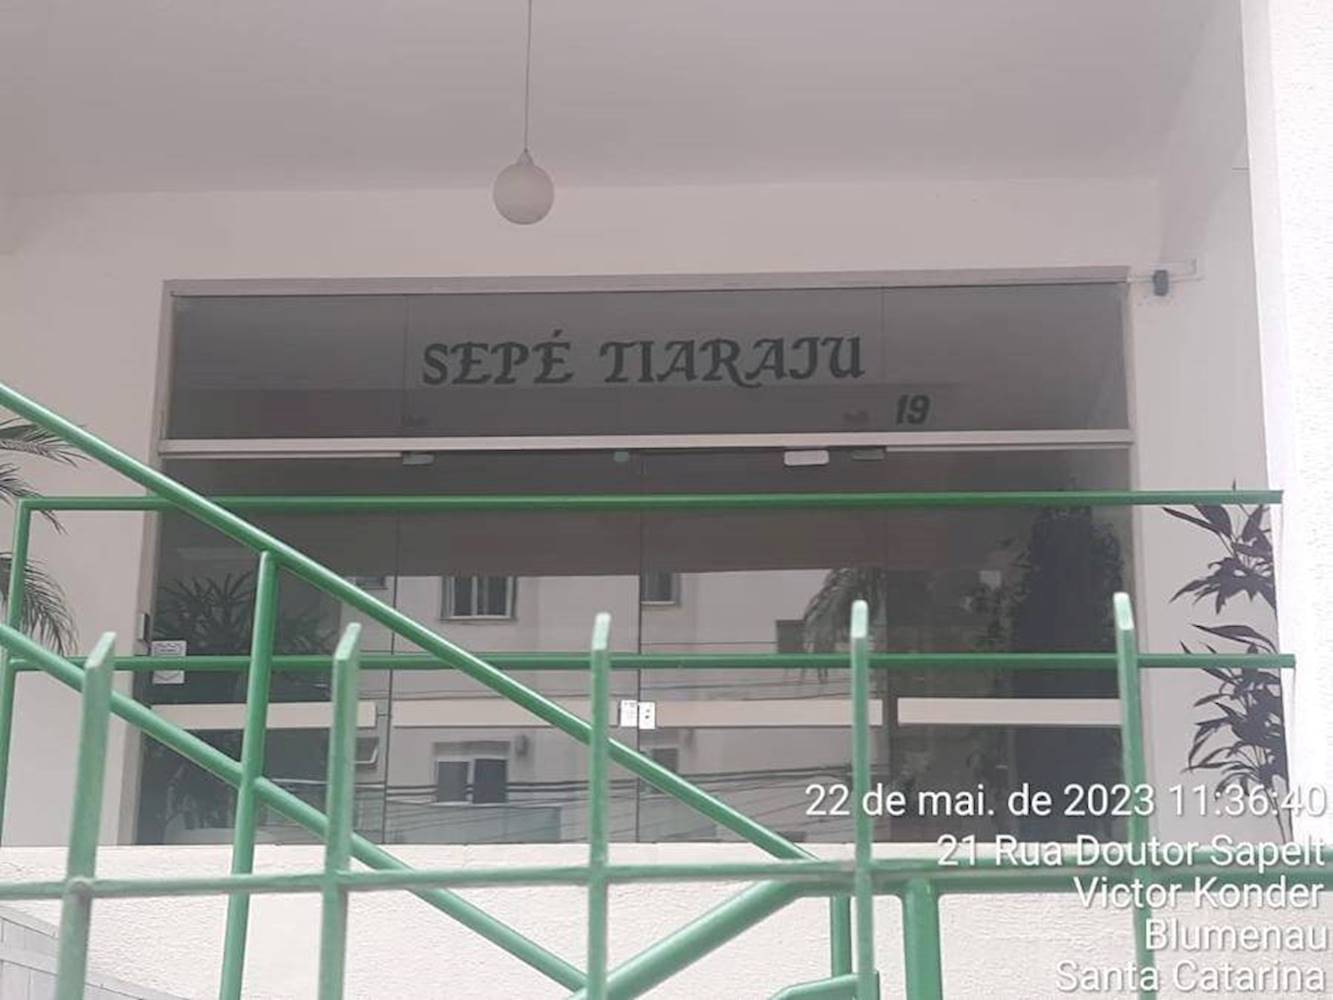 SEPÉ TIARAJU
19
22 de mai. de 2023 11:36:40
21 Rua Doutor Sapelt
Victor Konder
Blumenau
Santa Catarina